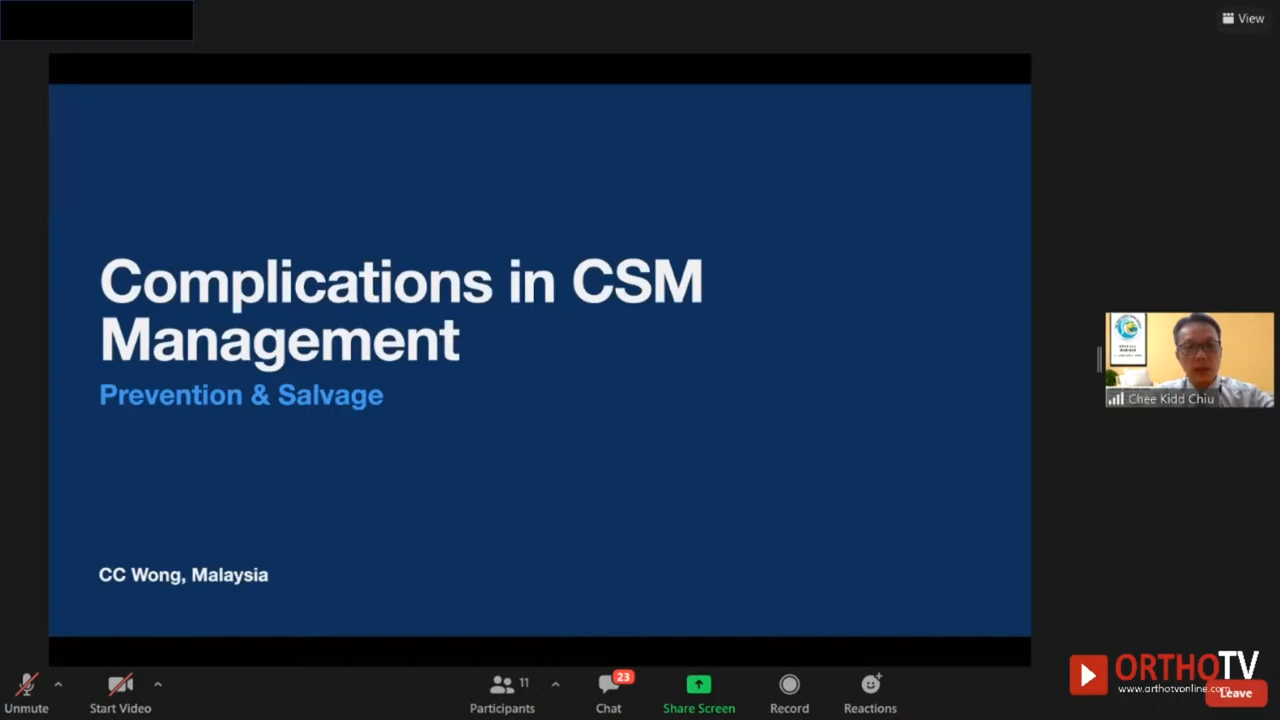 View
Complications in CSM
Management
Prevention & Salvage
CC Wong, Malaysia
Chee Kidd Chiu
Unmute
Start Video
11
Participants
23
Chat
Share Screen
Record
Reactions
ORTHOTV
www.orthotvonline.com
Leave